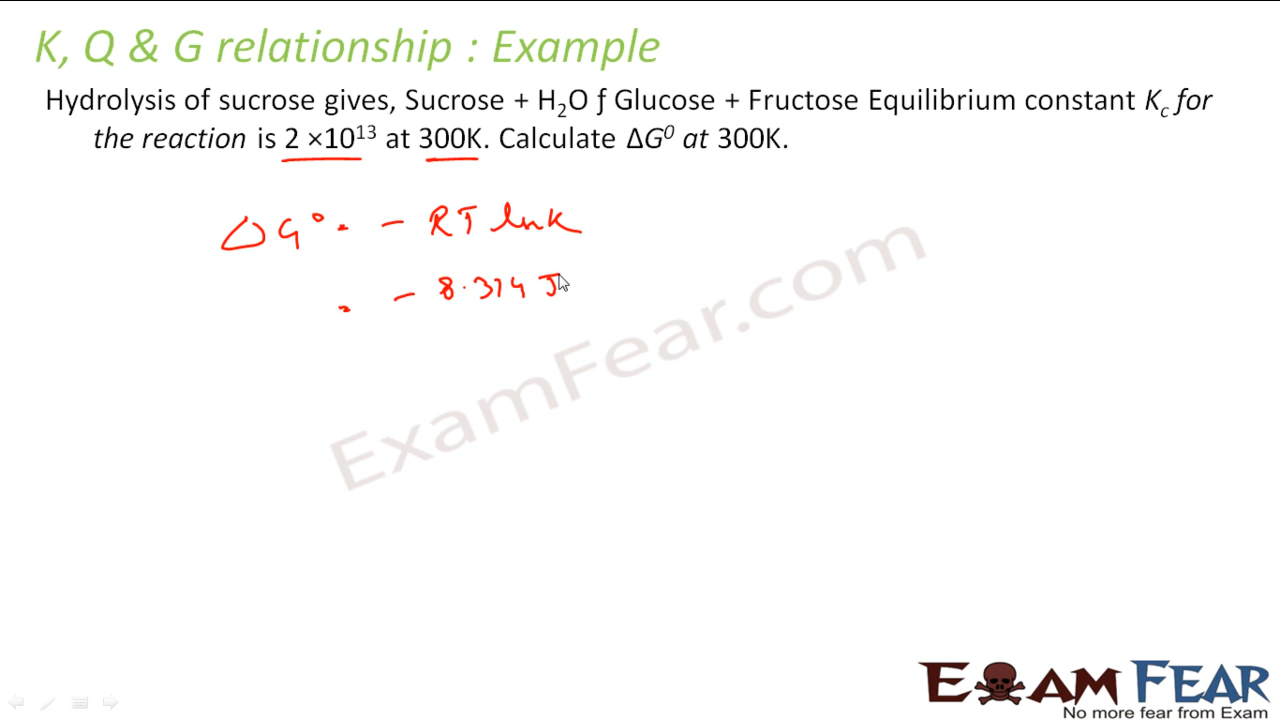 K, Q & G relationship : Example
Hydrolysis of sucrose gives, Sucrose + H₂O ƒ Glucose + Fructose Equilibrium constant Kc for
the reaction is 2 ×10¹³ at 300K. Calculate ΔG⁰ at 300K.
ΔG° = - RT lnK
= - 8.314 J
ExamFear.com
EXAM FEAR
No more fear from Exam